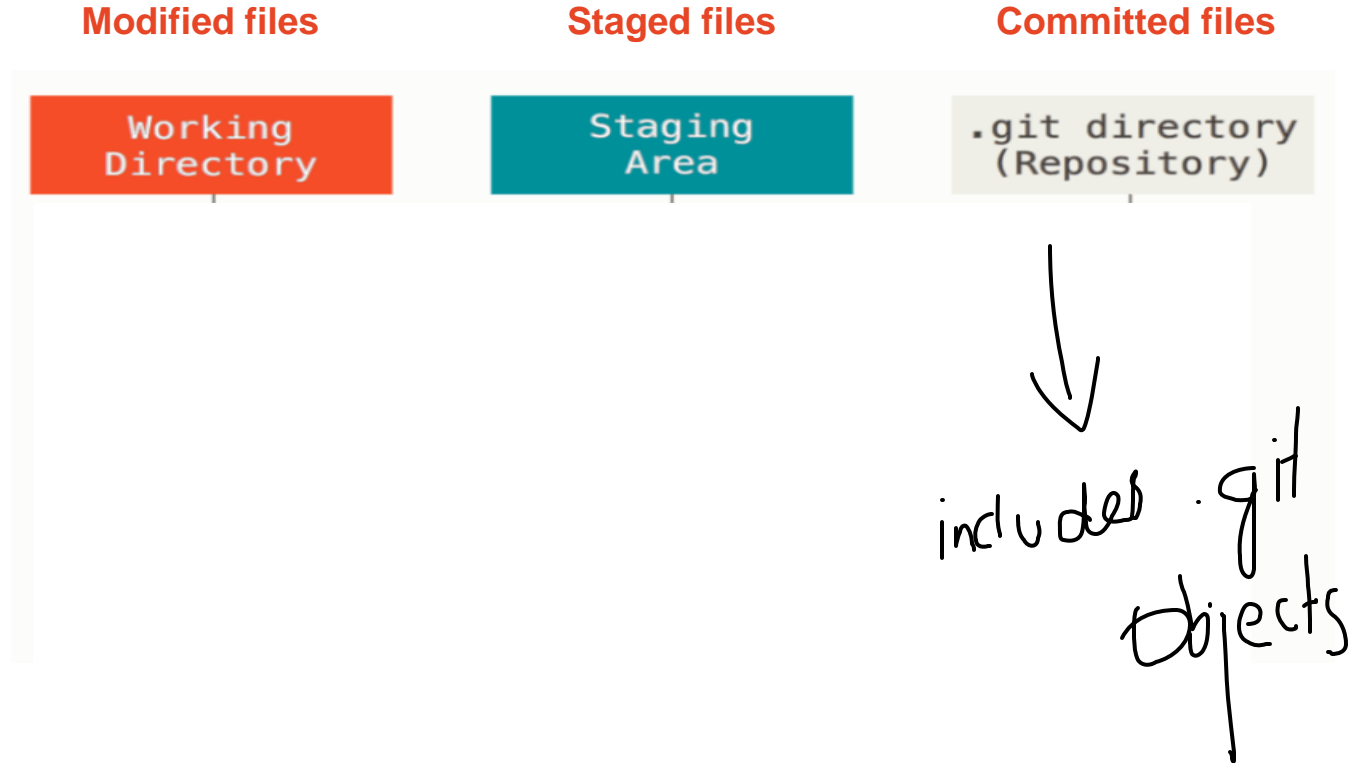 Modified files
Staged files
Committed files
Working
Directory
Staging
Area
.git directory
(Repository)
includes .git
objects